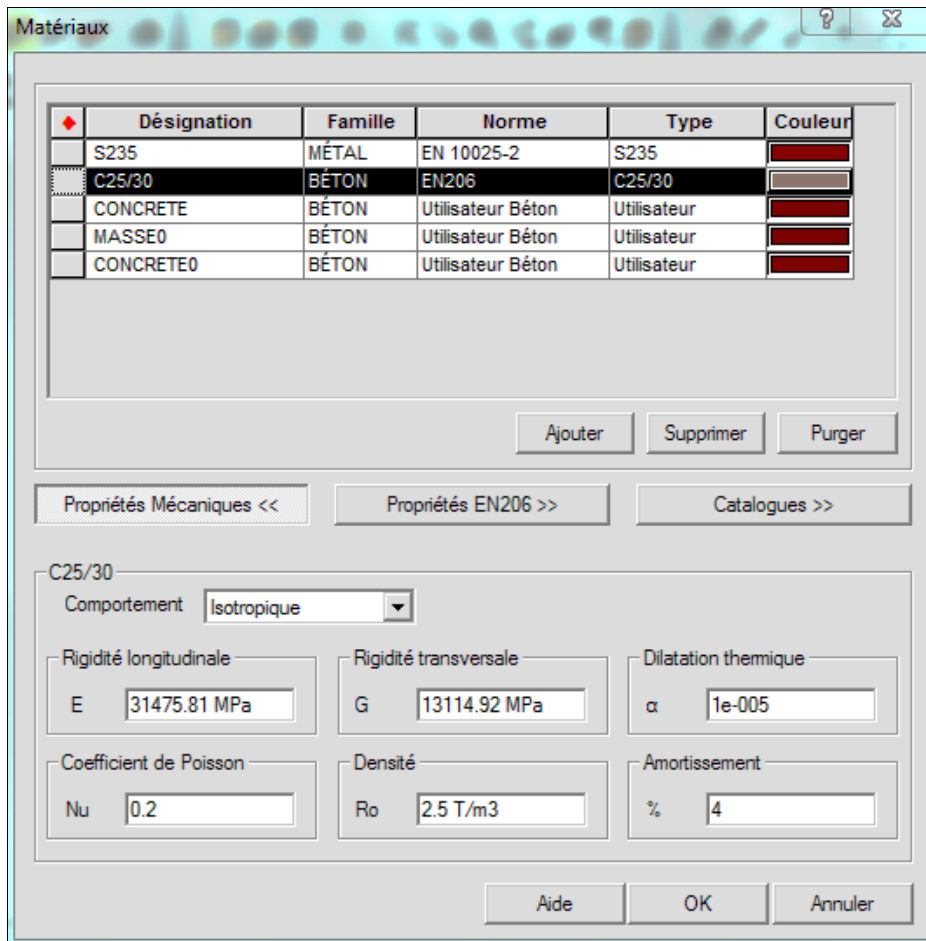 Matériaux
Désignation Famille Norme Type Couleur
S235 MÉTAL EN 10025-2 S235
C25/30 BÉTON EN206 C25/30
CONCRETE BÉTON Utilisateur Béton Utilisateur
MASSE0 BÉTON Utilisateur Béton Utilisateur
CONCRETE0 BÉTON Utilisateur Béton Utilisateur
Ajouter Supprimer Purger
Propriétés Mécaniques << Propriétés EN206 >> Catalogues >>
C25/30
Comportement Isotropique
Rigidité longitudinale Rigidité transversale Dilatation thermique
E 31475.81 MPa G 13114.92 MPa α 1e-005
Coefficient de Poisson Densité Amortissement
Nu 0.2 Ro 2.5 T/m3 % 4
Aide OK Annuler